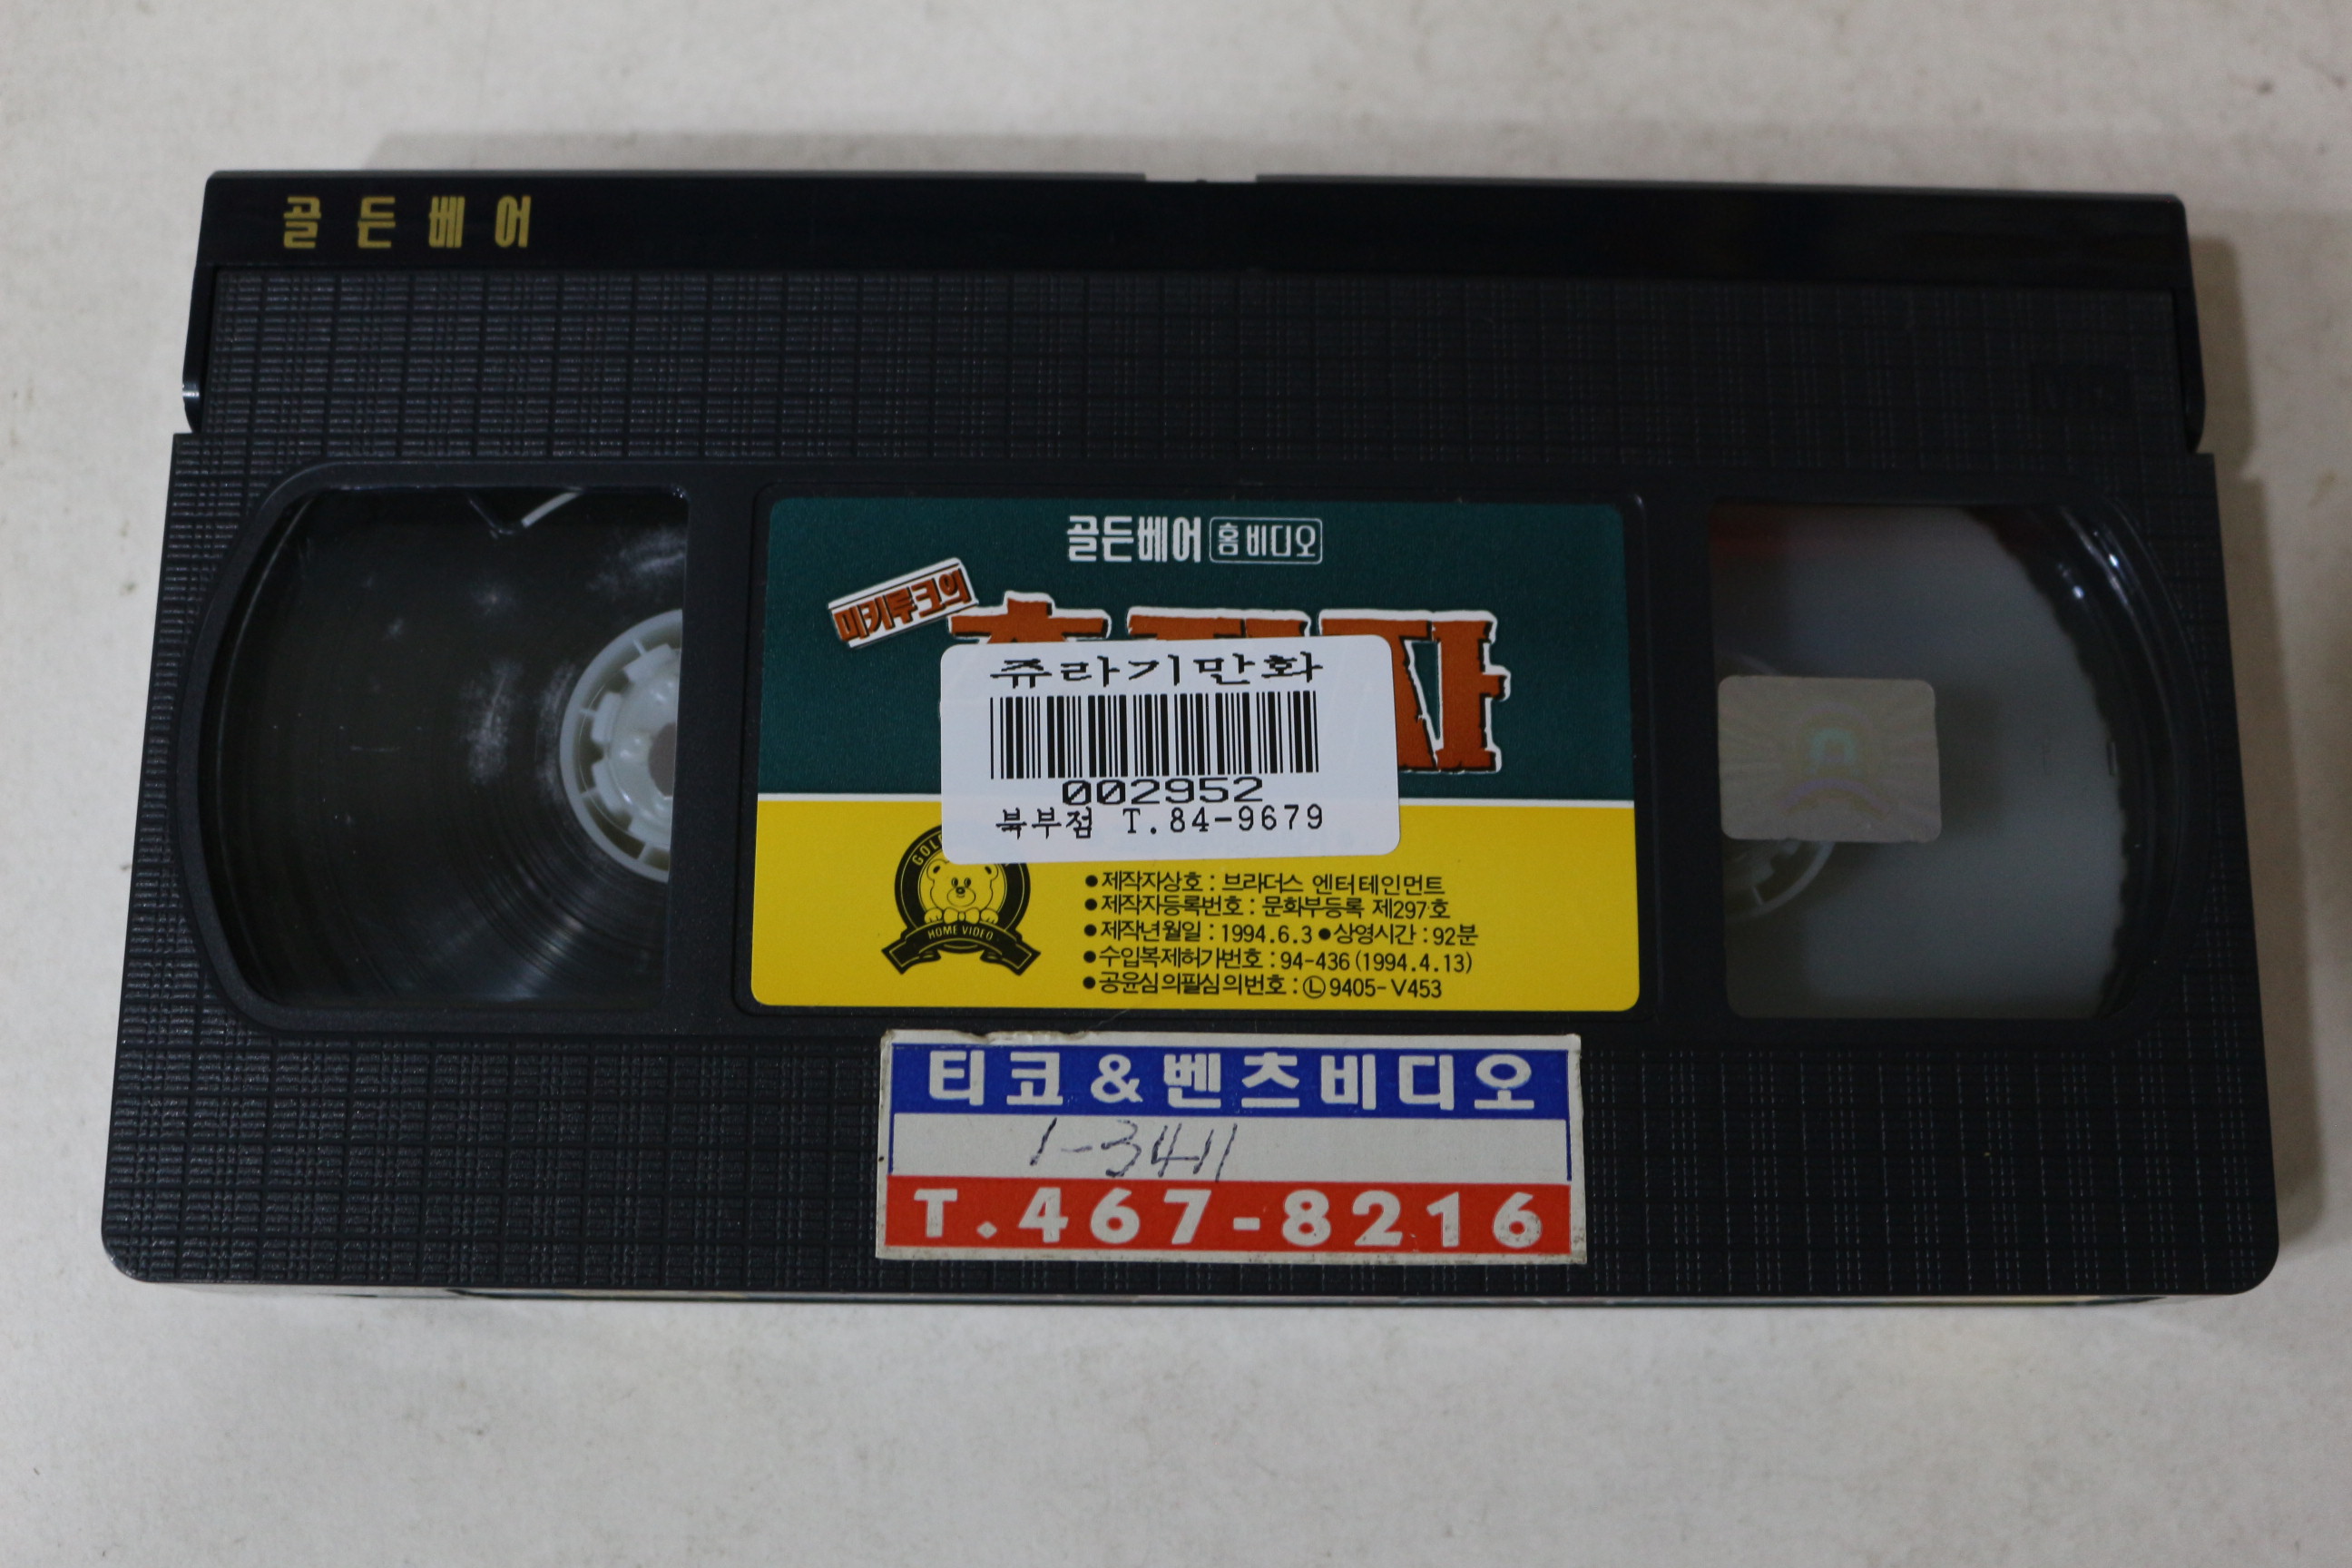 골든베어
골든베어 홈비디오
미키루크의
자
쥬라기만화
002952
북부점 T.84-9679
HOME VIDEO
●제작자상호 : 브라더스 엔터테인먼트
●제작자등록번호 : 문화부등록 제297호
●제작년월일 : 1994.6.3 ●상영시간 : 92분
●수입복제허가번호 : 94-436 (1994.4.13)
●공윤심의필심의번호 : Ⓛ 9405-V453
티코&벤츠비디오
1-3411
T.467-8216